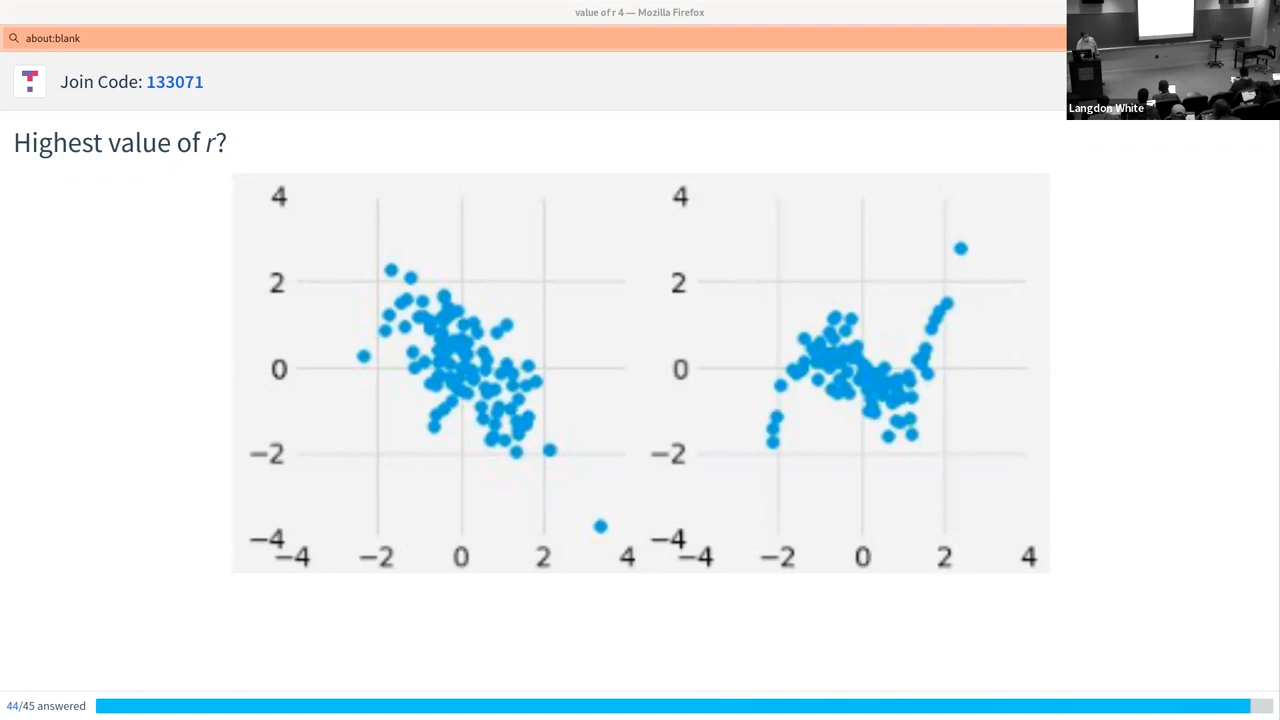 value of r 4 — Mozilla Firefox
about:blank
Join Code: 133071
Langdon White
Highest value of r?
4
2
0
−2
−4
−4 −2 0 2 4
4
2
0
−2
−4
−4 −2 0 2 4
44/45 answered